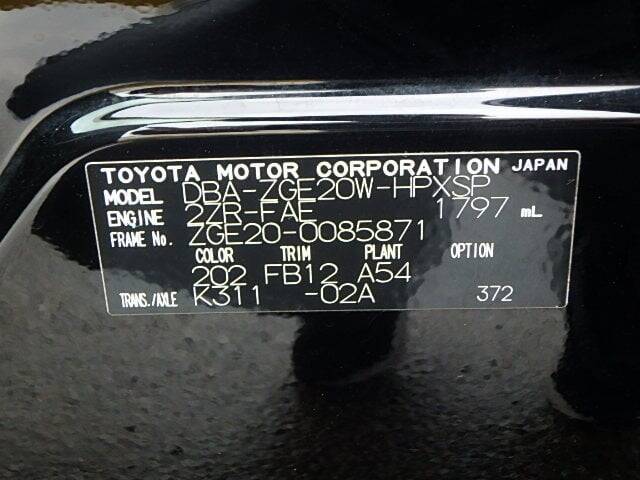 TOYOTA MOTOR CORPORATION JAPAN
MODEL DBA-ZGE20W-HPXSP
ENGINE 2ZR-FAE 1797 mL
FRAME No. ZGE20-0085871
COLOR TRIM PLANT OPTION
202 FB12 A54
TRANS./AXLE K311 -02A 372